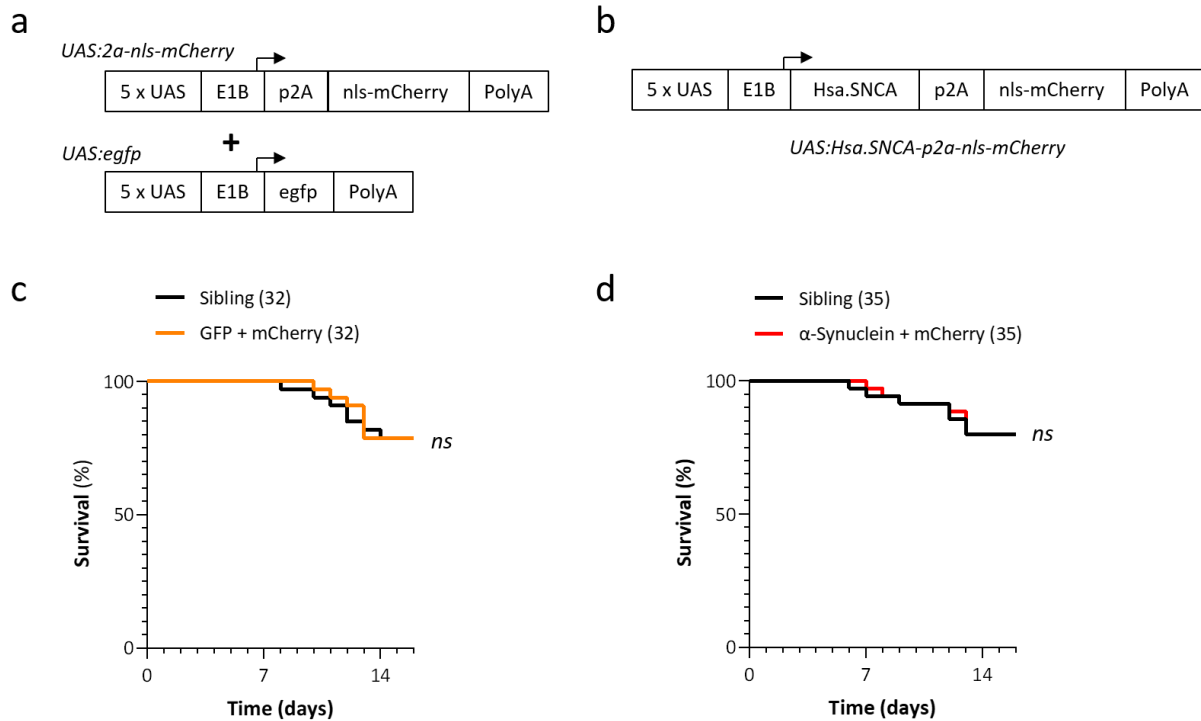 a
UAS:2a-nls-mCherry
5 x UAS E1B p2A nls-mCherry PolyA
+
UAS:egfp
5 x UAS E1B egfp PolyA
b
5 x UAS E1B Hsa.SNCA p2A nls-mCherry PolyA
UAS:Hsa.SNCA-p2a-nls-mCherry
c
Sibling (32)
GFP + mCherry (32)
Survival (%)
100
50
0
ns
0 7 14
Time (days)
d
Sibling (35)
α-Synuclein + mCherry (35)
Survival (%)
100
50
0
ns
0 7 14
Time (days)